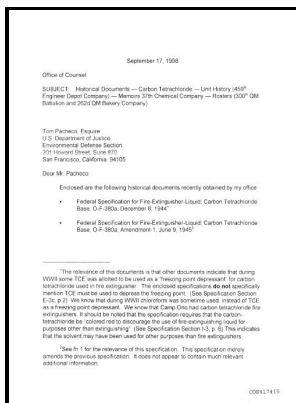 September 17, 1998
Office of Counsel
SUBJECT: Historical Documents — Carbon Tetrachloride — Unit History (459th
Engineer Depot Company) — Memoirs 37th Chemical Company — Rosters (300th QM
Battalion and 262d QM Bakery Company)
Tom Pacheco, Esquire
U.S. Department of Justice
Environmental Defense Section
301 Howard Street, Suite 870
San Francisco, California 94105
Dear Mr. Pacheco:
Enclosed are the following historical documents recently obtained by my office
• Federal Specification for Fire-Extinguisher-Liquid; Carbon Tetrachloride
Base, O-F-380a, December 8, 1944¹
• Federal Specification for Fire-Extinguisher-Liquid; Carbon Tetrachloride
Base, O-F-380a, Amendment-1, June 9, 1945²
¹The relevance of this documents is that other documents indicate that during
WWII some TCE was allotted to be used as a "freezing point depressant" for carbon
tetrachloride used in fire extinguisher. The enclosed specifications do not specifically
mention TCE must be used to depress the freezing point. (See Specification Section
E-3c, p.2) We know that during WWII chloroform was sometime used, instead of TCE,
as a freezing point depressant. We know that Camp Ono had carbon tetrachloride fire
extinguishers. It should be noted that the specification requires that the carbon-
tetrachloride be 'colored red to discourage the use of fire-extinguishing liquid for
purposes other than extinguishing'. (See Specification Section I-3, p. 6) This indicates
that the solvent may have been used for other purposes than fire extinguishers.
²See fn 1 for the relevance of this specification. This specification merely
amends the previous specification. It does not appear to contain much relevant
additional information.
COB817415